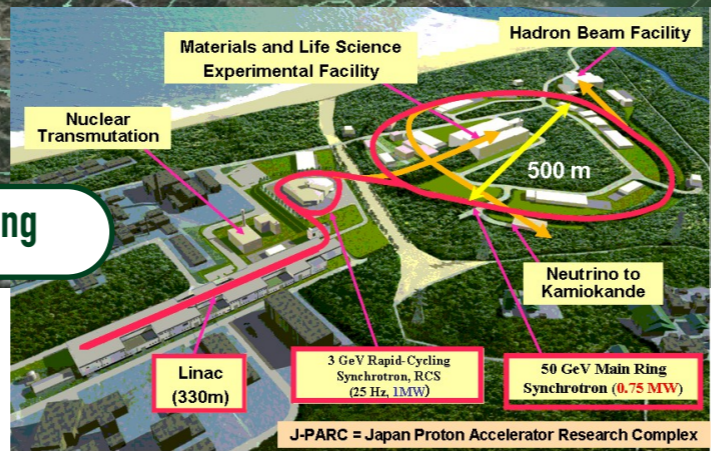 Hadron Beam Facility
Materials and Life Science
Experimental Facility
Nuclear
Transmutation
500 m
ng
Neutrino to
Kamiokande
Linac
(330m)
3 GeV Rapid-Cycling
Synchrotron, RCS
(25 Hz, 1MW)
50 GeV Main Ring
Synchrotron (0.75 MW)
J-PARC = Japan Proton Accelerator Research Complex